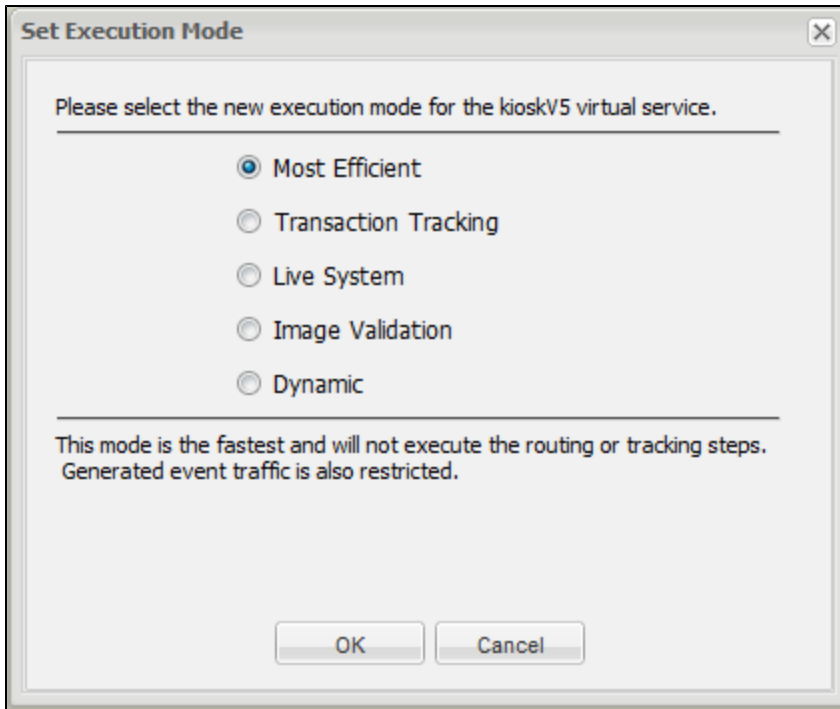 Set Execution Mode
Please select the new execution mode for the kioskV5 virtual service.
Most Efficient
Transaction Tracking
Live System
Image Validation
Dynamic
This mode is the fastest and will not execute the routing or tracking steps.
Generated event traffic is also restricted.
OK Cancel